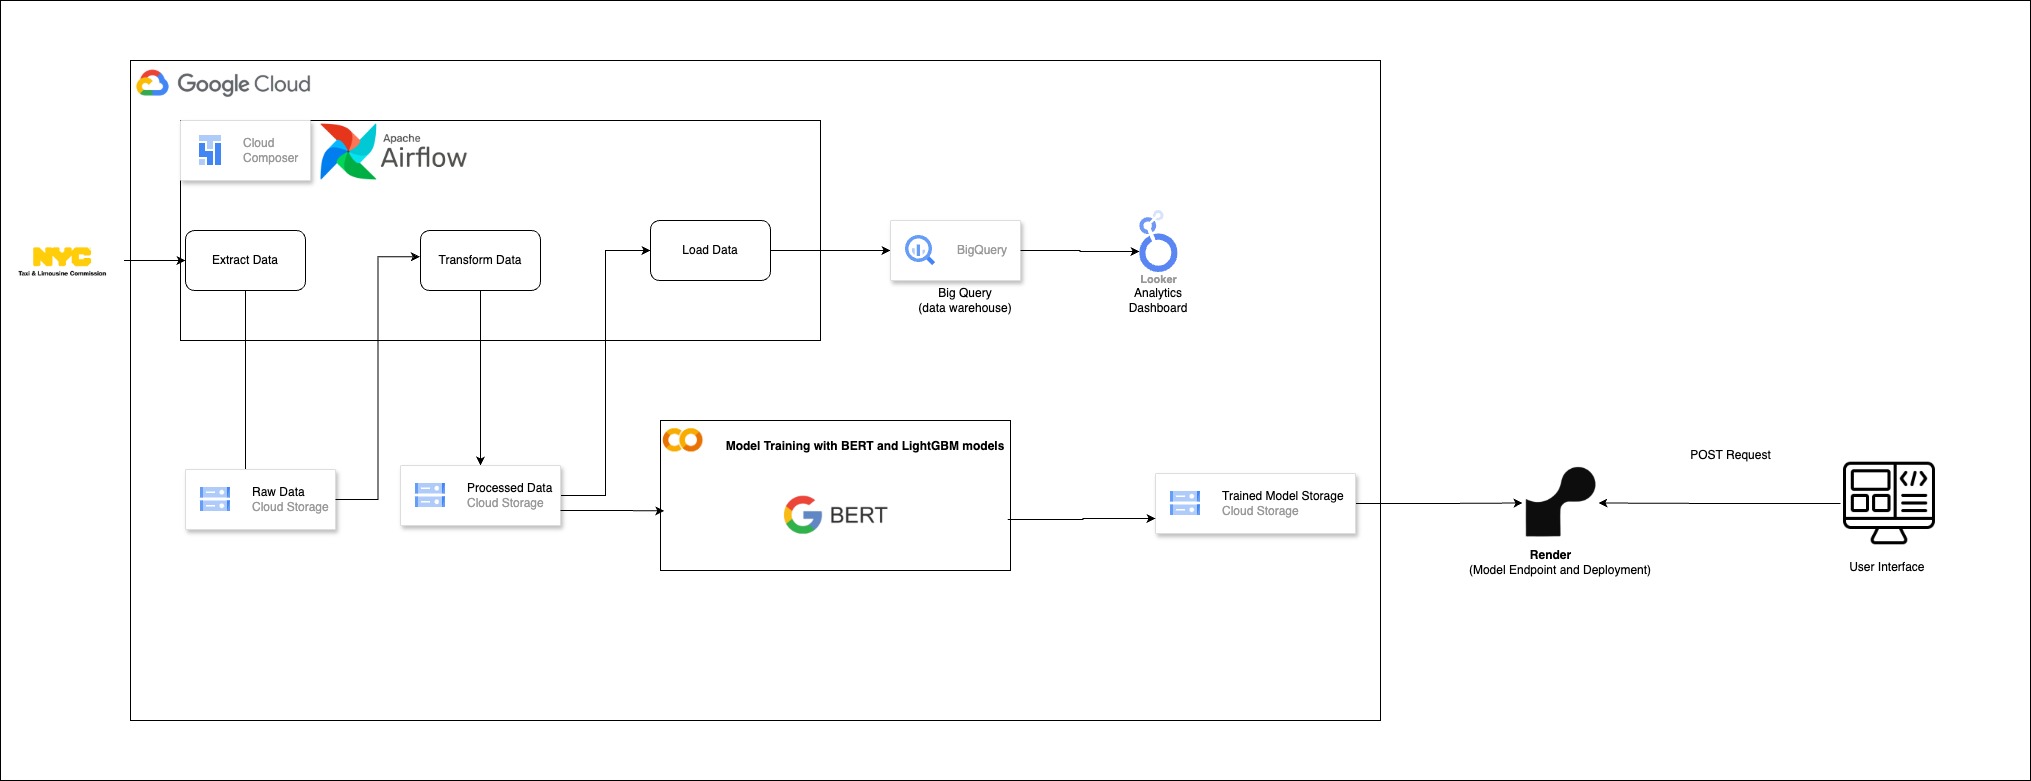 Google Cloud
Cloud
Composer
Apache
Airflow
NYC
Taxi & Limousine Commission
Extract Data
Transform Data
Load Data
BigQuery
Big Query
(data warehouse)
Looker
Analytics
Dashboard
Raw Data
Cloud Storage
Processed Data
Cloud Storage
Model Training with BERT and LightGBM models
BERT
Trained Model Storage
Cloud Storage
Render
(Model Endpoint and Deployment)
POST Request
User Interface